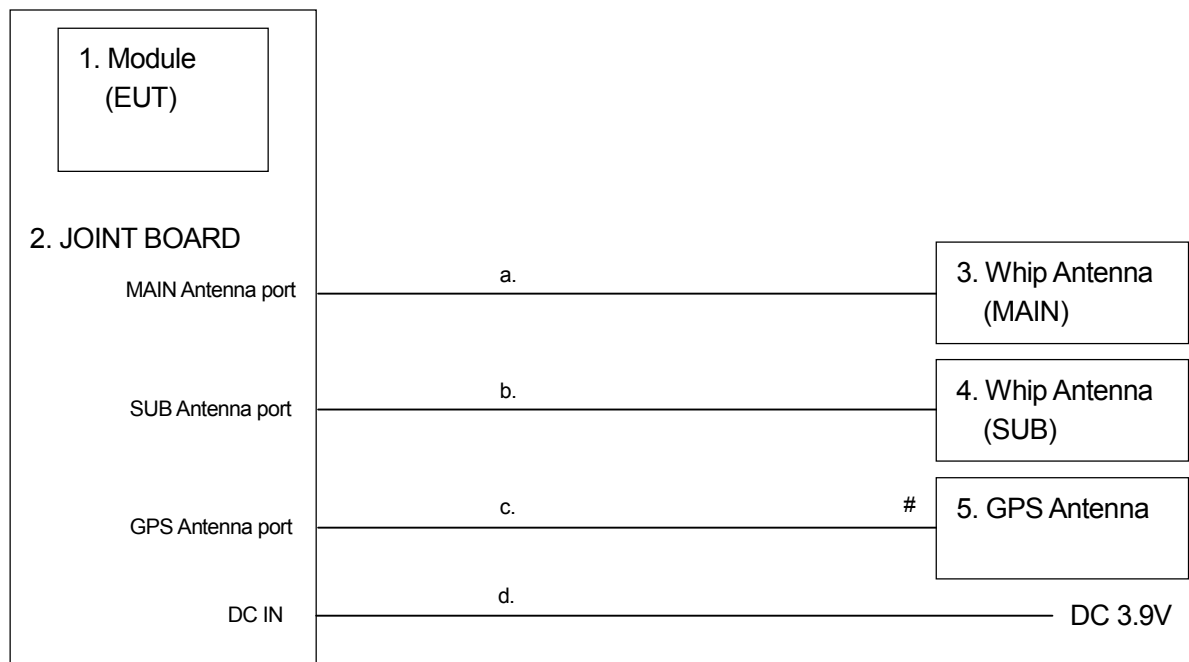 1. Module
(EUT)
2. JOINT BOARD
MAIN Antenna port
a.
3. Whip Antenna
(MAIN)
SUB Antenna port
b.
4. Whip Antenna
(SUB)
GPS Antenna port
c.
#
5. GPS Antenna
DC IN
d.
DC 3.9V